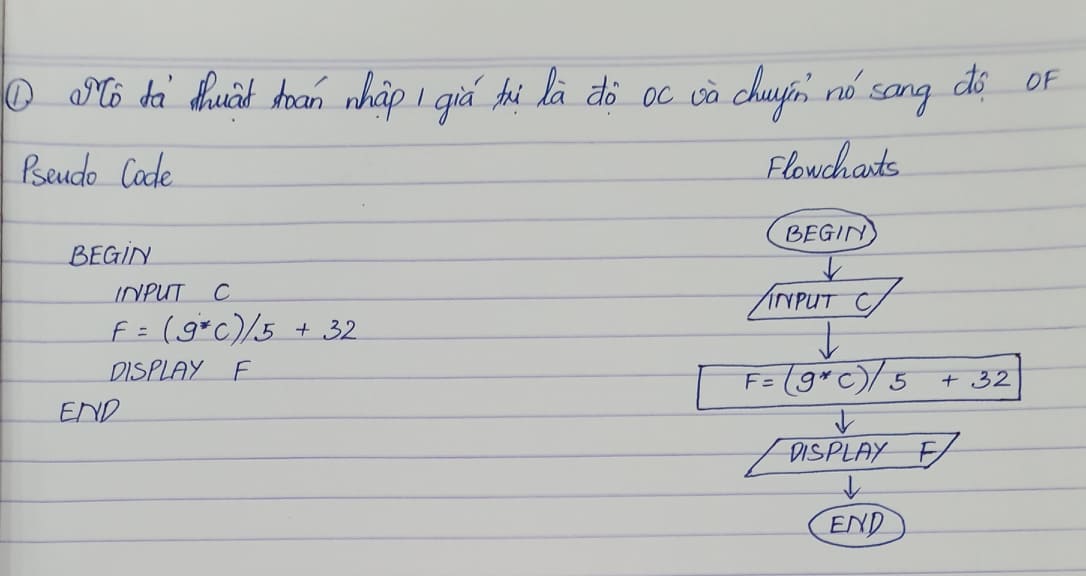 ① Mô tả thuật toán nhập 1 giá trị là độ OC và chuyển nó sang độ OF
Pseudo Code
BEGIN
INPUT C
F = (9*C)/5 + 32
DISPLAY F
END
Flowcharts
BEGIN
INPUT C
F = (9*C)/5 + 32
DISPLAY F
END